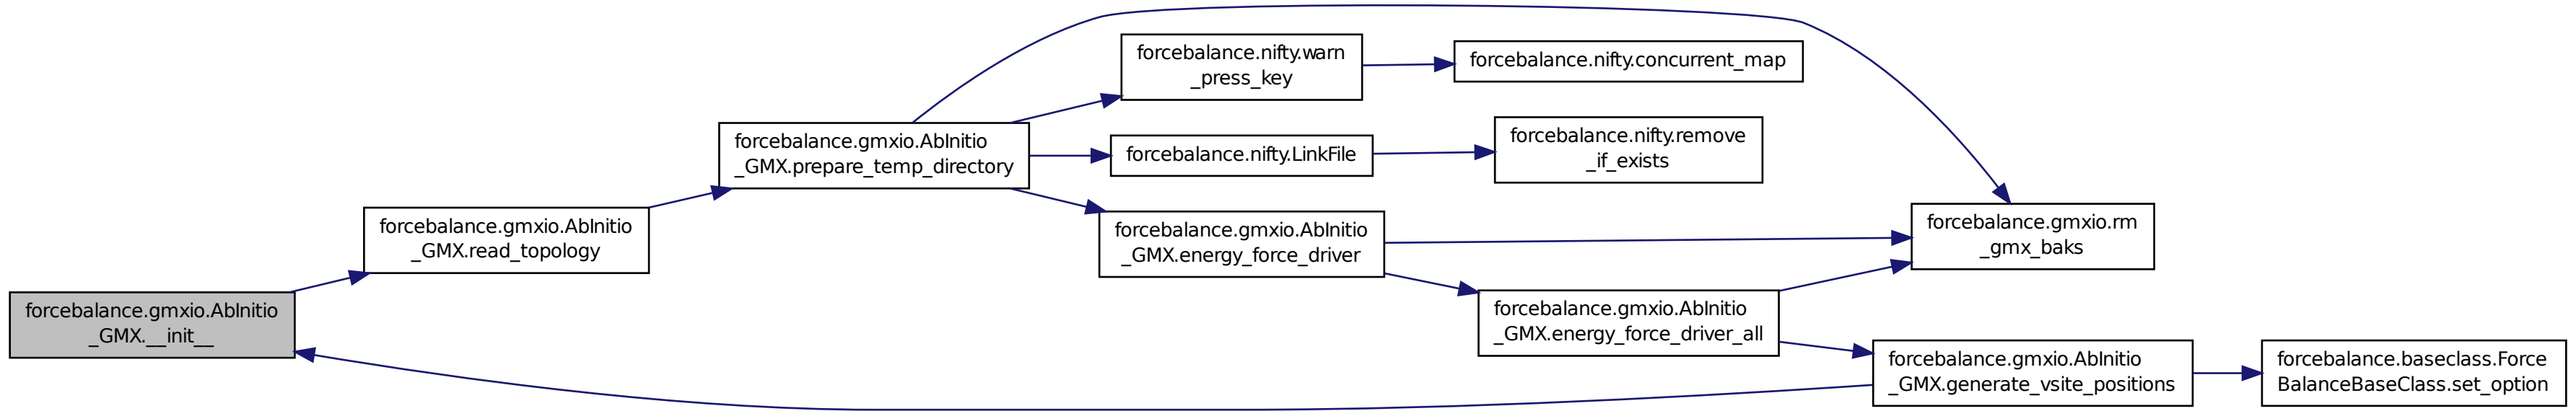 forcebalance.gmxio.AbInitio
_GMX.__init__
forcebalance.gmxio.AbInitio
_GMX.read_topology
forcebalance.gmxio.AbInitio
_GMX.prepare_temp_directory
forcebalance.nifty.warn
_press_key
forcebalance.nifty.concurrent_map
forcebalance.nifty.LinkFile
forcebalance.nifty.remove
_if_exists
forcebalance.gmxio.AbInitio
_GMX.energy_force_driver
forcebalance.gmxio.rm
_gmx_baks
forcebalance.gmxio.AbInitio
_GMX.energy_force_driver_all
forcebalance.gmxio.AbInitio
_GMX.generate_vsite_positions
forcebalance.baseclass.Force
BalanceBaseClass.set_option